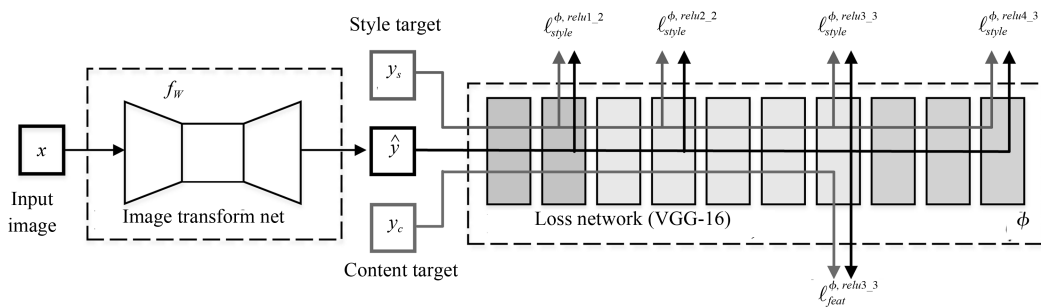 Style target
ℓ_style^ϕ, relu1_2
ℓ_style^ϕ, relu2_2
ℓ_style^ϕ, relu3_3
ℓ_style^ϕ, relu4_3
f_W
y_s
x
ŷ
Input
image
Image transform net
y_c
Loss network (VGG-16)
ϕ
Content target
ℓ_feat^ϕ, relu3_3